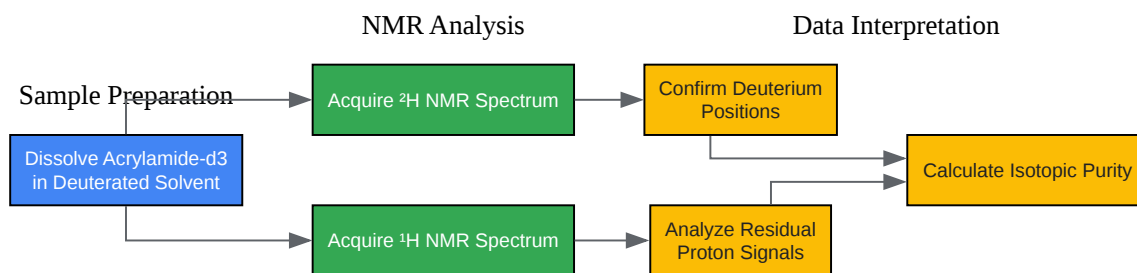 NMR Analysis
Data Interpretation
Sample Preparation
Acquire ²H NMR Spectrum
Confirm Deuterium
Positions
Dissolve Acrylamide-d3
in Deuterated Solvent
Calculate Isotopic Purity
Acquire ¹H NMR Spectrum
Analyze Residual
Proton Signals